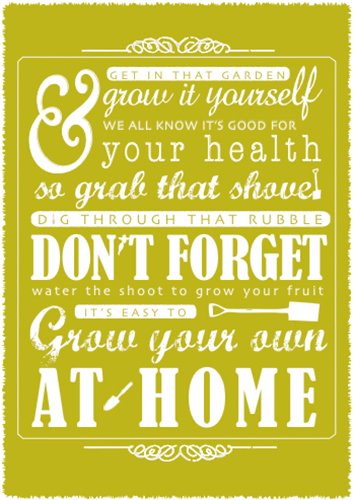 GET IN THAT GARDEN
& grow it yourself
WE ALL KNOW IT'S GOOD FOR
your health
so grab that shovel
DIG THROUGH THAT RUBBLE
DON'T FORGET
water the shoot to grow your fruit
IT'S EASY TO
Grow your own
AT HOME